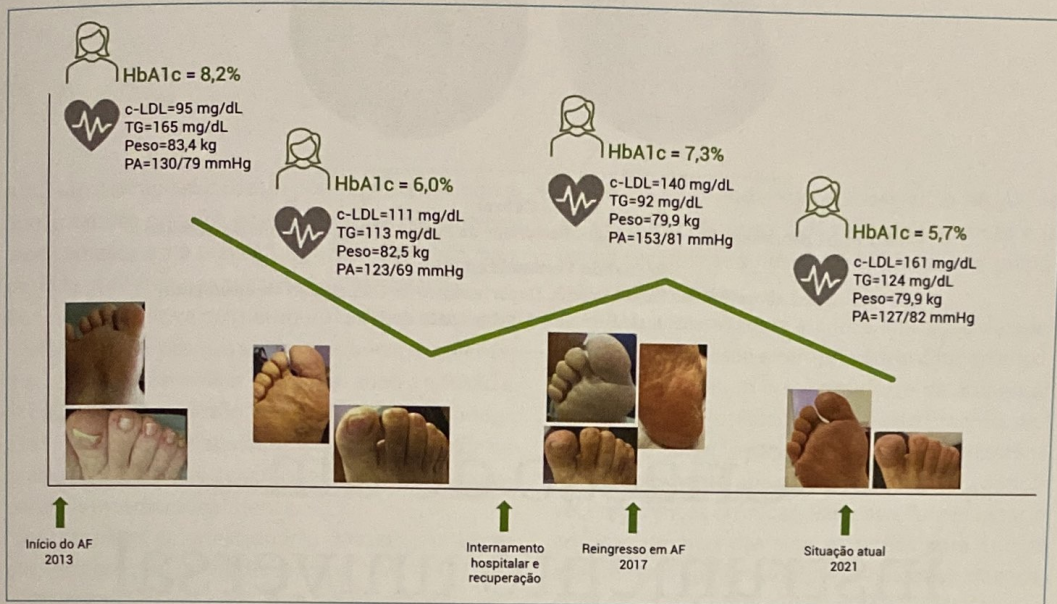 HbA1c = 8,2%
c-LDL=95 mg/dL
TG=165 mg/dL
Peso=83,4 kg
PA=130/79 mmHg
HbA1c = 6,0%
c-LDL=111 mg/dL
TG=113 mg/dL
Peso=82,5 kg
PA=123/69 mmHg
HbA1c = 7,3%
c-LDL=140 mg/dL
TG=92 mg/dL
Peso=79,9 kg
PA=153/81 mmHg
HbA1c = 5,7%
c-LDL=161 mg/dL
TG=124 mg/dL
Peso=79,9 kg
PA=127/82 mmHg
Início do AF
2013
Internamento
hospitalar e
recuperação
Reingresso em AF
2017
Situação atual
2021